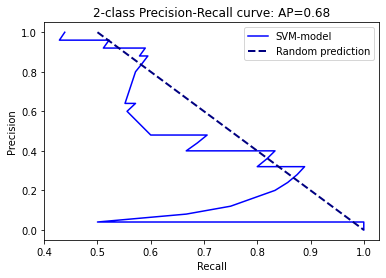 2-class Precision-Recall curve: AP=0.68
SVM-model
Random prediction
Precision
1.0
0.8
0.6
0.4
0.2
0.0
0.4 0.5 0.6 0.7 0.8 0.9 1.0
Recall